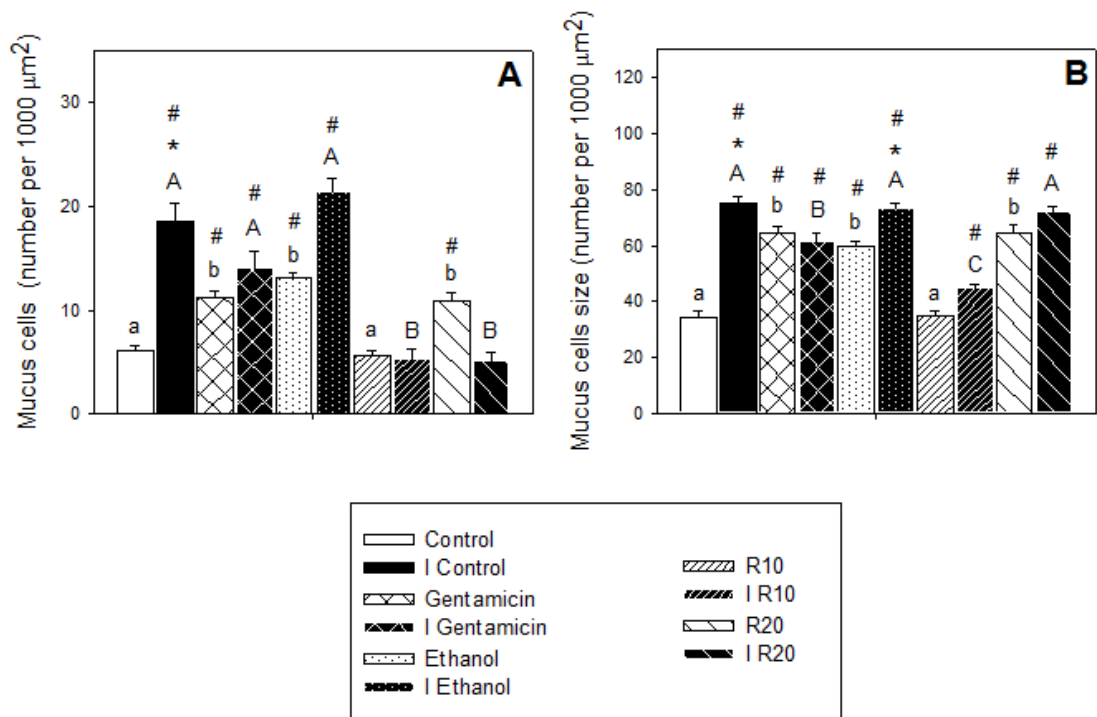 A
Mucus cells (number per 1000 µm²)
30
20
10
0
a
#
*
A
#
b
#
A
#
b
#
A
a
B
#
b
B
B
Mucus cells size (number per 1000 µm²)
120
100
80
60
40
20
0
a
#
*
A
#
b
#
B
#
b
#
*
A
a
#
C
#
b
#
A
Control
I Control
Gentamicin
I Gentamicin
Ethanol
I Ethanol
R10
I R10
R20
I R20